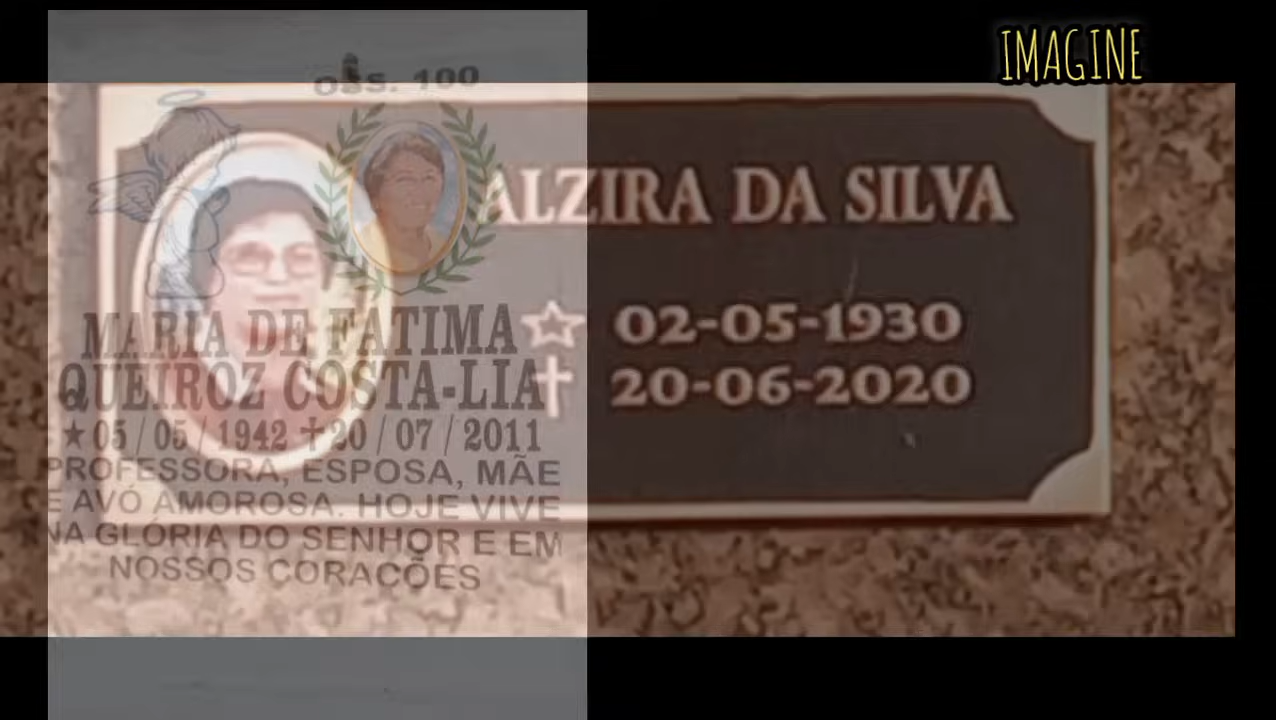 IMAGINE
OSS. 100
ALZIRA DA SILVA
02-05-1930
20-06-2020
MARIA DE FATIMA
QUEIROZ COSTA-LIA
★ 05 / 05 / 1942 ✝ 20 / 07 / 2011
PROFESSORA, ESPOSA, MÃE
E AVÓ AMOROSA. HOJE VIVE
NA GLÓRIA DO SENHOR E EM
NOSSOS CORAÇÕES